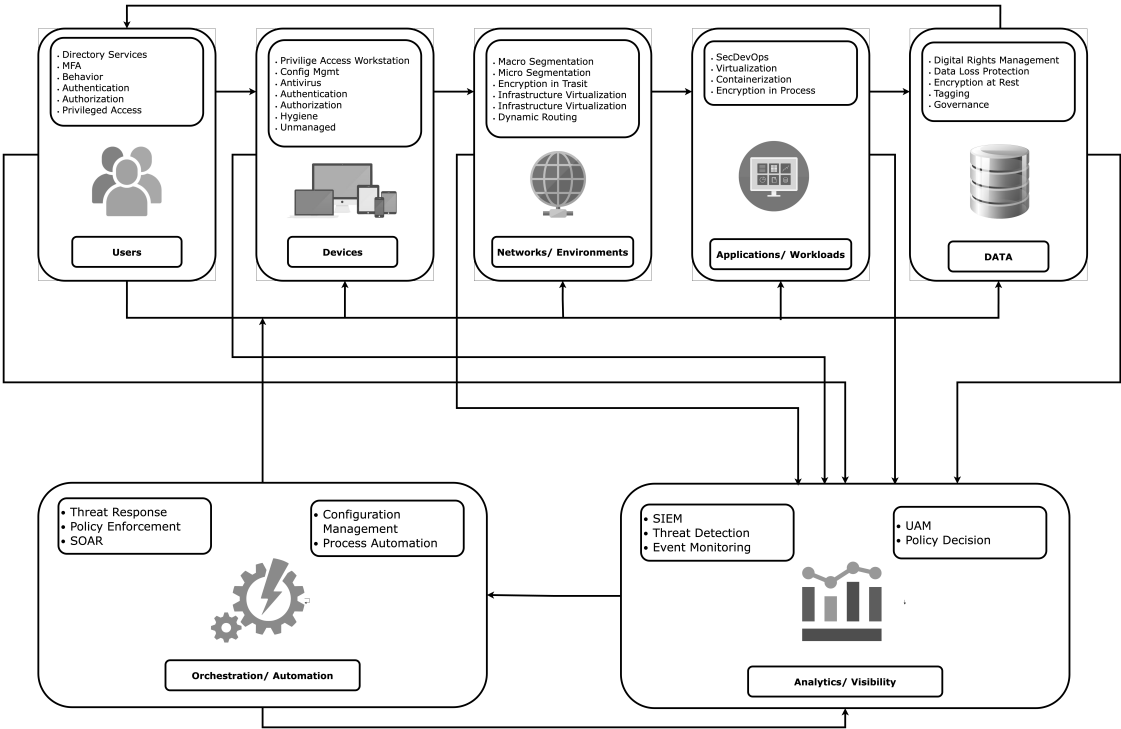 Directory Services
MFA
Behavior
Authentication
Authorization
Privileged Access
Users
Privilige Access Workstation
Config Mgmt
Antivirus
Authentication
Authorization
Hygiene
Unmanaged
Devices
Macro Segmentation
Micro Segmentation
Encryption in Trasit
Infrastructure Virtualization
Infrastructure Virtualization
Dynamic Routing
Networks/ Environments
SecDevOps
Virtualization
Containerization
Encryption in Process
Applications/ Workloads
Digital Rights Management
Data Loss Protection
Encryption at Rest
Tagging
Governance
DATA
Threat Response
Policy Enforcement
SOAR
Configuration
Management
Process Automation
Orchestration/ Automation
SIEM
Threat Detection
Event Monitoring
UAM
Policy Decision
Analytics/ Visibility